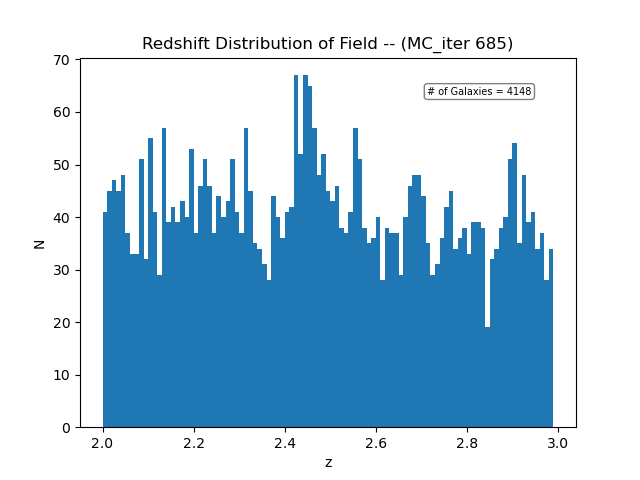 Redshift Distribution of Field -- (MC_iter 685)
# of Galaxies = 4148
70
60
50
40
30
20
10
0
N
2.0 2.2 2.4 2.6 2.8 3.0
z